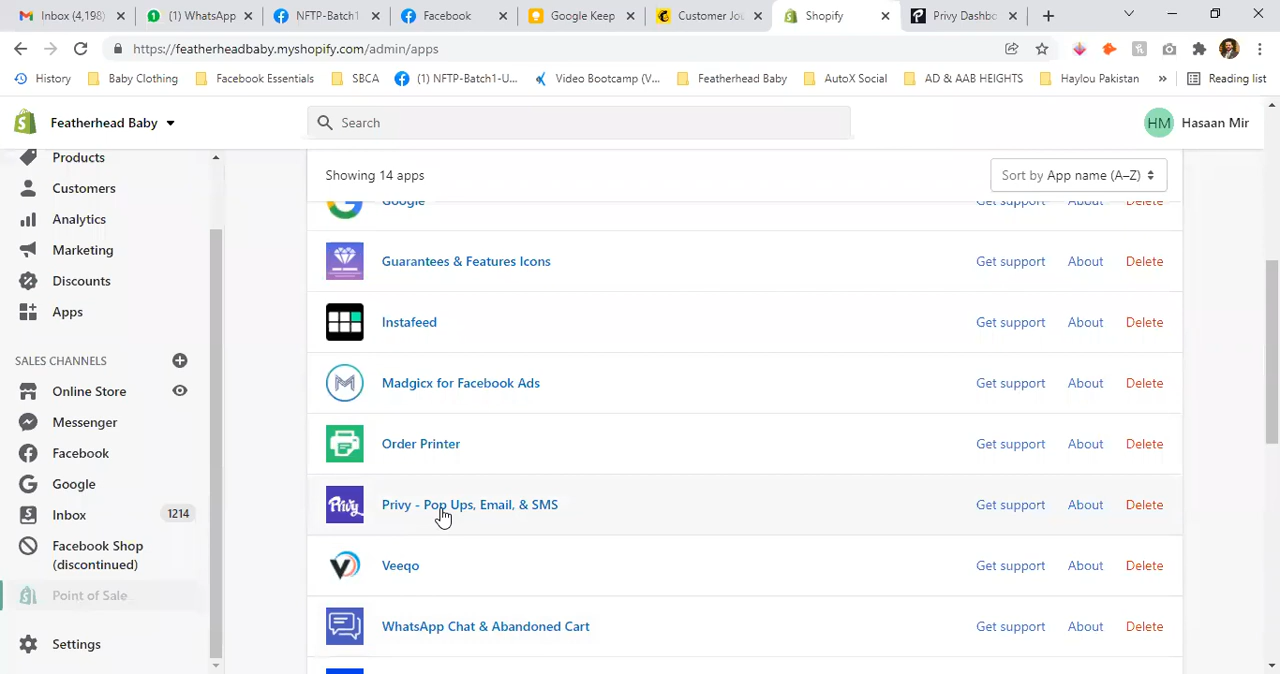 Inbox (4,198)
(1) WhatsApp
NFTP-Batch1
Facebook
Google Keep
Customer Jou
Shopify
Privy Dashbo
https://featherheadbaby.myshopify.com/admin/apps
History
Baby Clothing
Facebook Essentials
SBCA
(1) NFTP-Batch1-U...
Video Bootcamp (V...
Featherhead Baby
AutoX Social
AD & AAB HEIGHTS
Haylou Pakistan
»
Reading list
Featherhead Baby
Search
HM
Hasaan Mir
Products
Customers
Analytics
Marketing
Discounts
Apps
SALES CHANNELS
Online Store
Messenger
Facebook
Google
Inbox
1214
Facebook Shop
(discontinued)
Point of Sale
Settings
Showing 14 apps
Sort by App name (A–Z)
Google
Get support About Delete
Guarantees & Features Icons
Get support About Delete
Instafeed
Get support About Delete
Madgicx for Facebook Ads
Get support About Delete
Order Printer
Get support About Delete
Privy
Privy - Pop Ups, Email, & SMS
Get support About Delete
Veeqo
Get support About Delete
WhatsApp Chat & Abandoned Cart
Get support About Delete